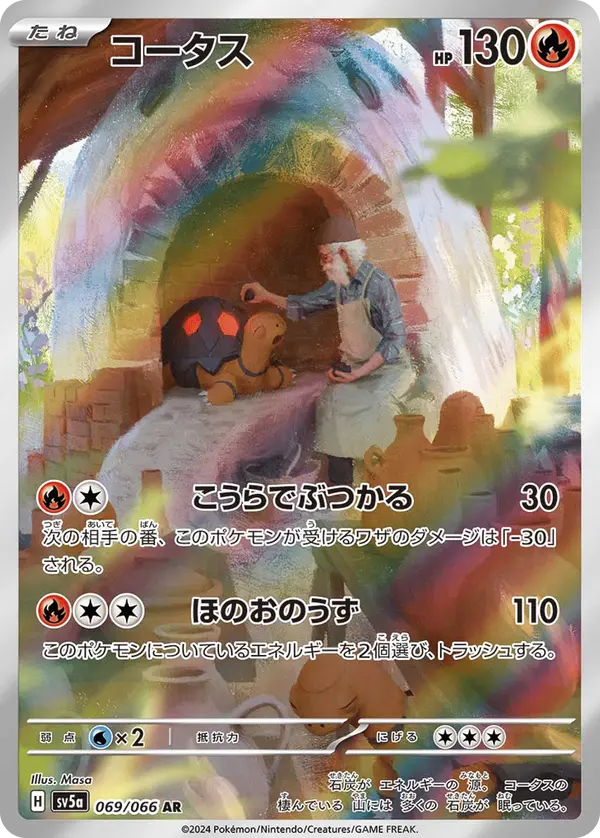 たね コータス HP 130
こうらでぶつかる 30
次の相手の番、このポケモンが受けるワザのダメージは「-30」
される。
ほのおのうず 110
このポケモンについているエネルギーを2個選び、トラッシュする。
弱点 ×2 抵抗力 にげる
Illus. Masa
H sv5a 069/066 AR
石炭が エネルギーの 源。 コータスの
棲んでいる 山には 多くの 石炭が 眠っている。
©2024 Pokémon/Nintendo/Creatures/GAME FREAK.